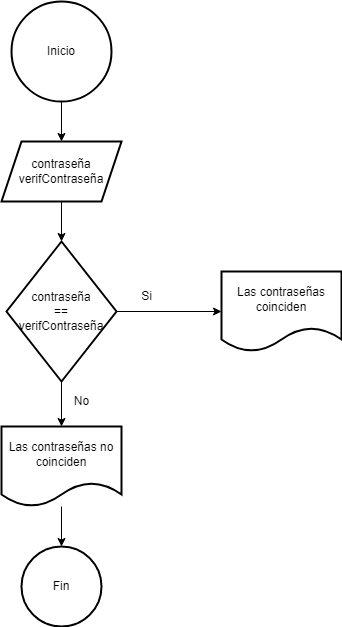 Inicio
contraseña
verifContraseña
contraseña
==
verifContraseña
Si
Las contraseñas
coinciden
No
Las contraseñas no
coinciden
Fin